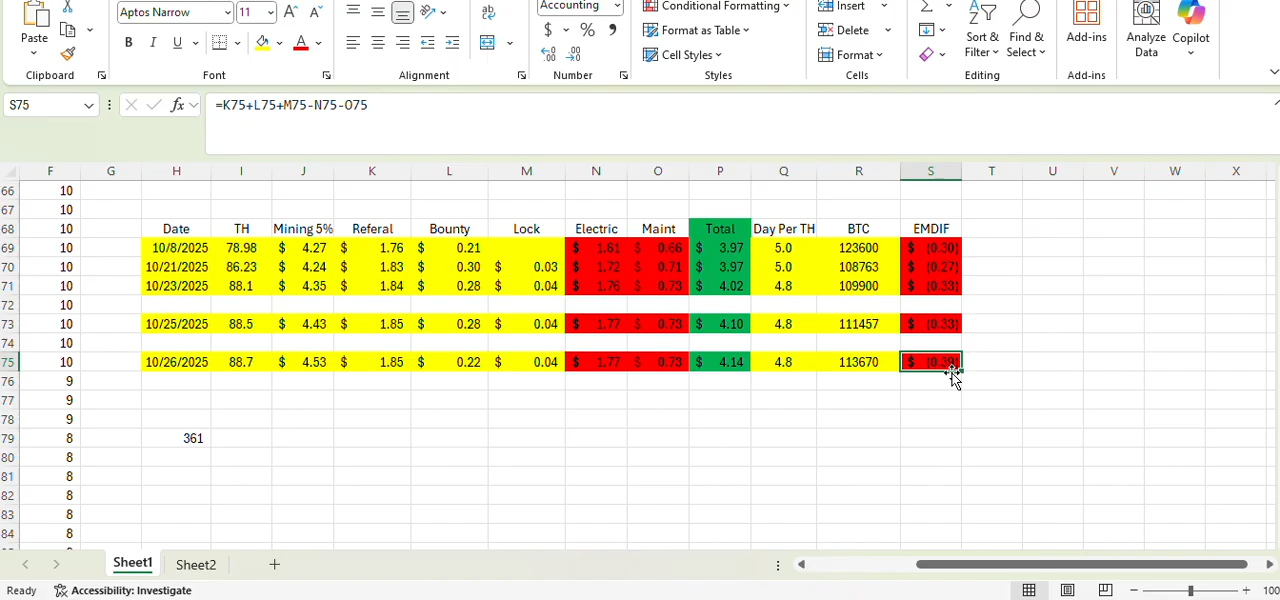 Aptos Narrow 11 A A ab Accounting Conditional Formatting Insert Σ
Paste $ % , Format as Table Delete Sort & Find & Add-ins Analyze Copilot
B I U A Cell Styles Format Filter Select Data
Clipboard Font Alignment Number Styles Cells Editing Add-ins
S75 fx =K75+L75+M75-N75-O75
F G H I J K L M N O P Q R S T U V W X
66 10
67 10
68 10 Date TH Mining 5% Referal Bounty Lock Electric Maint Total Day Per TH BTC EMDIF
69 10 10/8/2025 78.98 $ 4.27 $ 1.76 $ 0.21 $ 1.61 $ 0.66 $ 3.97 5.0 123600 $ (0.30)
70 10 10/21/2025 86.23 $ 4.24 $ 1.83 $ 0.30 $ 0.03 $ 1.72 $ 0.71 $ 3.97 5.0 108763 $ (0.27)
71 10 10/23/2025 88.1 $ 4.35 $ 1.84 $ 0.28 $ 0.04 $ 1.76 $ 0.73 $ 4.02 4.8 109900 $ (0.33)
72 10
73 10 10/25/2025 88.5 $ 4.43 $ 1.85 $ 0.28 $ 0.04 $ 1.77 $ 0.73 $ 4.10 4.8 111457 $ (0.33)
74 10
75 10 10/26/2025 88.7 $ 4.53 $ 1.85 $ 0.22 $ 0.04 $ 1.77 $ 0.73 $ 4.14 4.8 113670 $ (0.39)
76 9
77 9
78 9
79 8 361
80 8
81 8
82 8
83 8
84 8
Sheet1 Sheet2
Ready Accessibility: Investigate 100